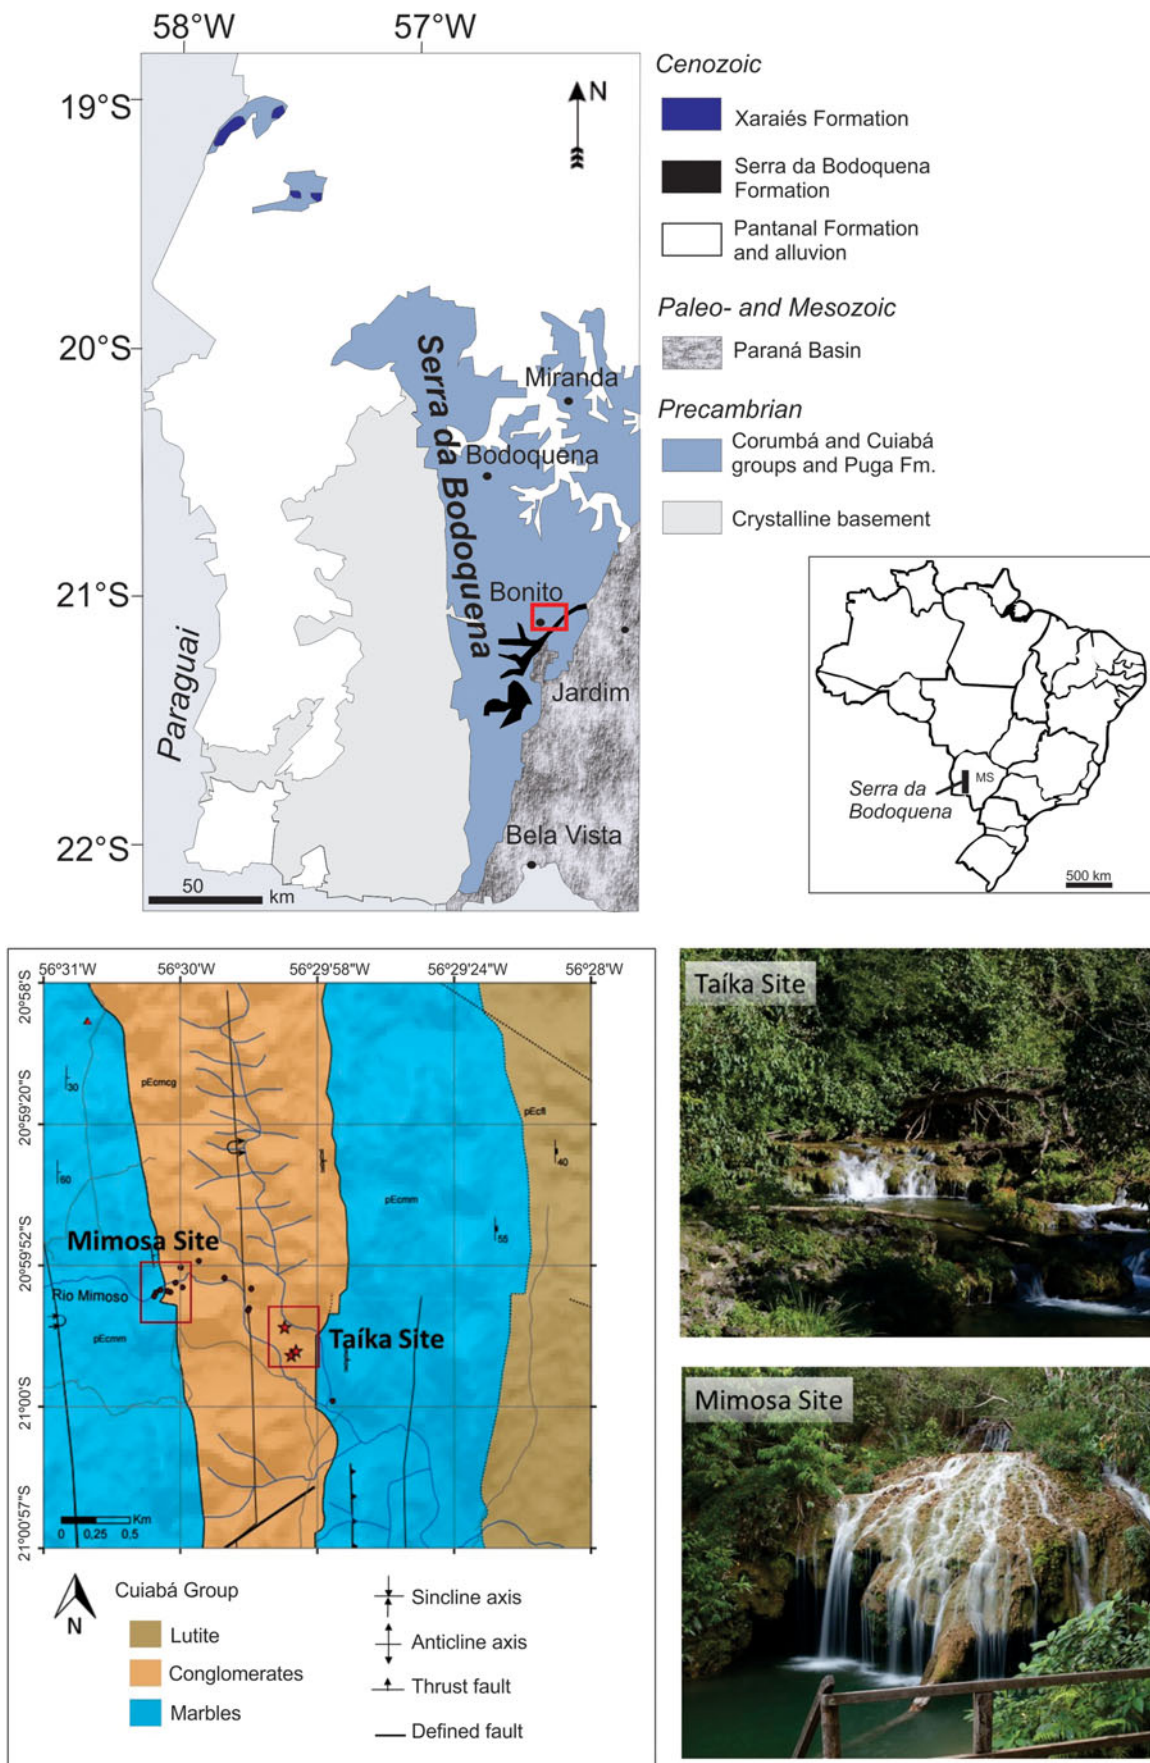 58°W 57°W
19°S
20°S
21°S
22°S
N
Serra da Bodoquena
Miranda
Bodoquena
Bonito
Jardim
Bela Vista
Paraguai
50
km
Cenozoic
Xaraiés Formation
Serra da Bodoquena
Formation
Pantanal Formation
and alluvion
Paleo- and Mesozoic
Paraná Basin
Precambrian
Corumbá and Cuiabá
groups and Puga Fm.
Crystalline basement
MS
Serra da
Bodoquena
500 km
56°31'W 56°30'W 56°29'58"W 56°29'24"W 56°28'W
20°58'S
20°59'20"S
20°59'52"S
21°00'S
21°00'57"S
30
pEcmcg
pEcfl
40
60
pEcmm
55
Mimosa Site
Rio Mimoso
pEcmm
Taíka Site
Km
0 0,25 0,5
N
Cuiabá Group
Lutite
Conglomerates
Marbles
Sincline axis
Anticline axis
Thrust fault
Defined fault
Taíka Site
Mimosa Site